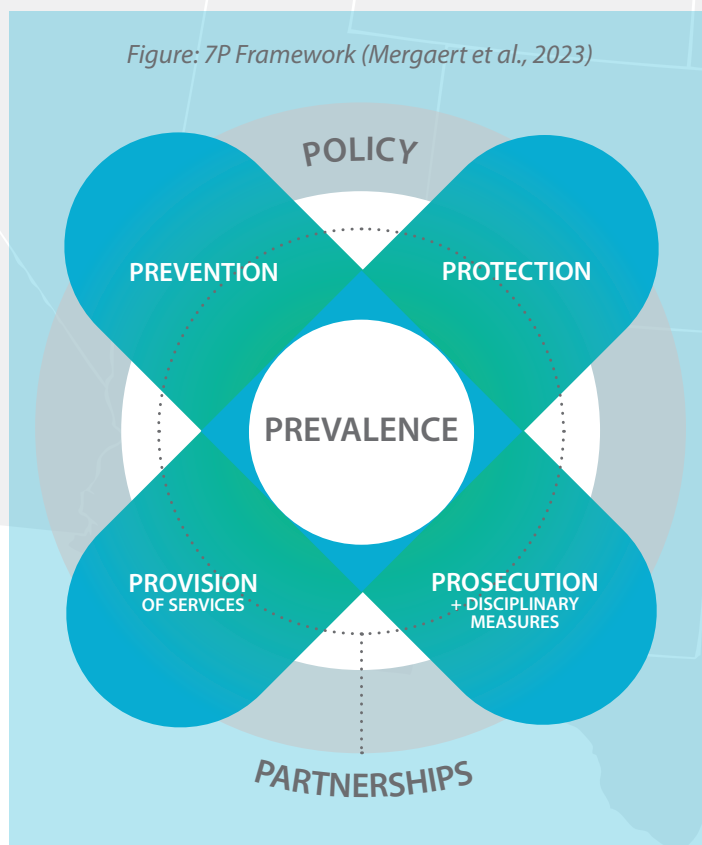 Figure: 7P Framework (Mergaert et al., 2023)
POLICY
PREVENTION
PROTECTION
PREVALENCE
PROVISION
OF SERVICES
PROSECUTION
+ DISCIPLINARY
MEASURES
PARTNERSHIPS